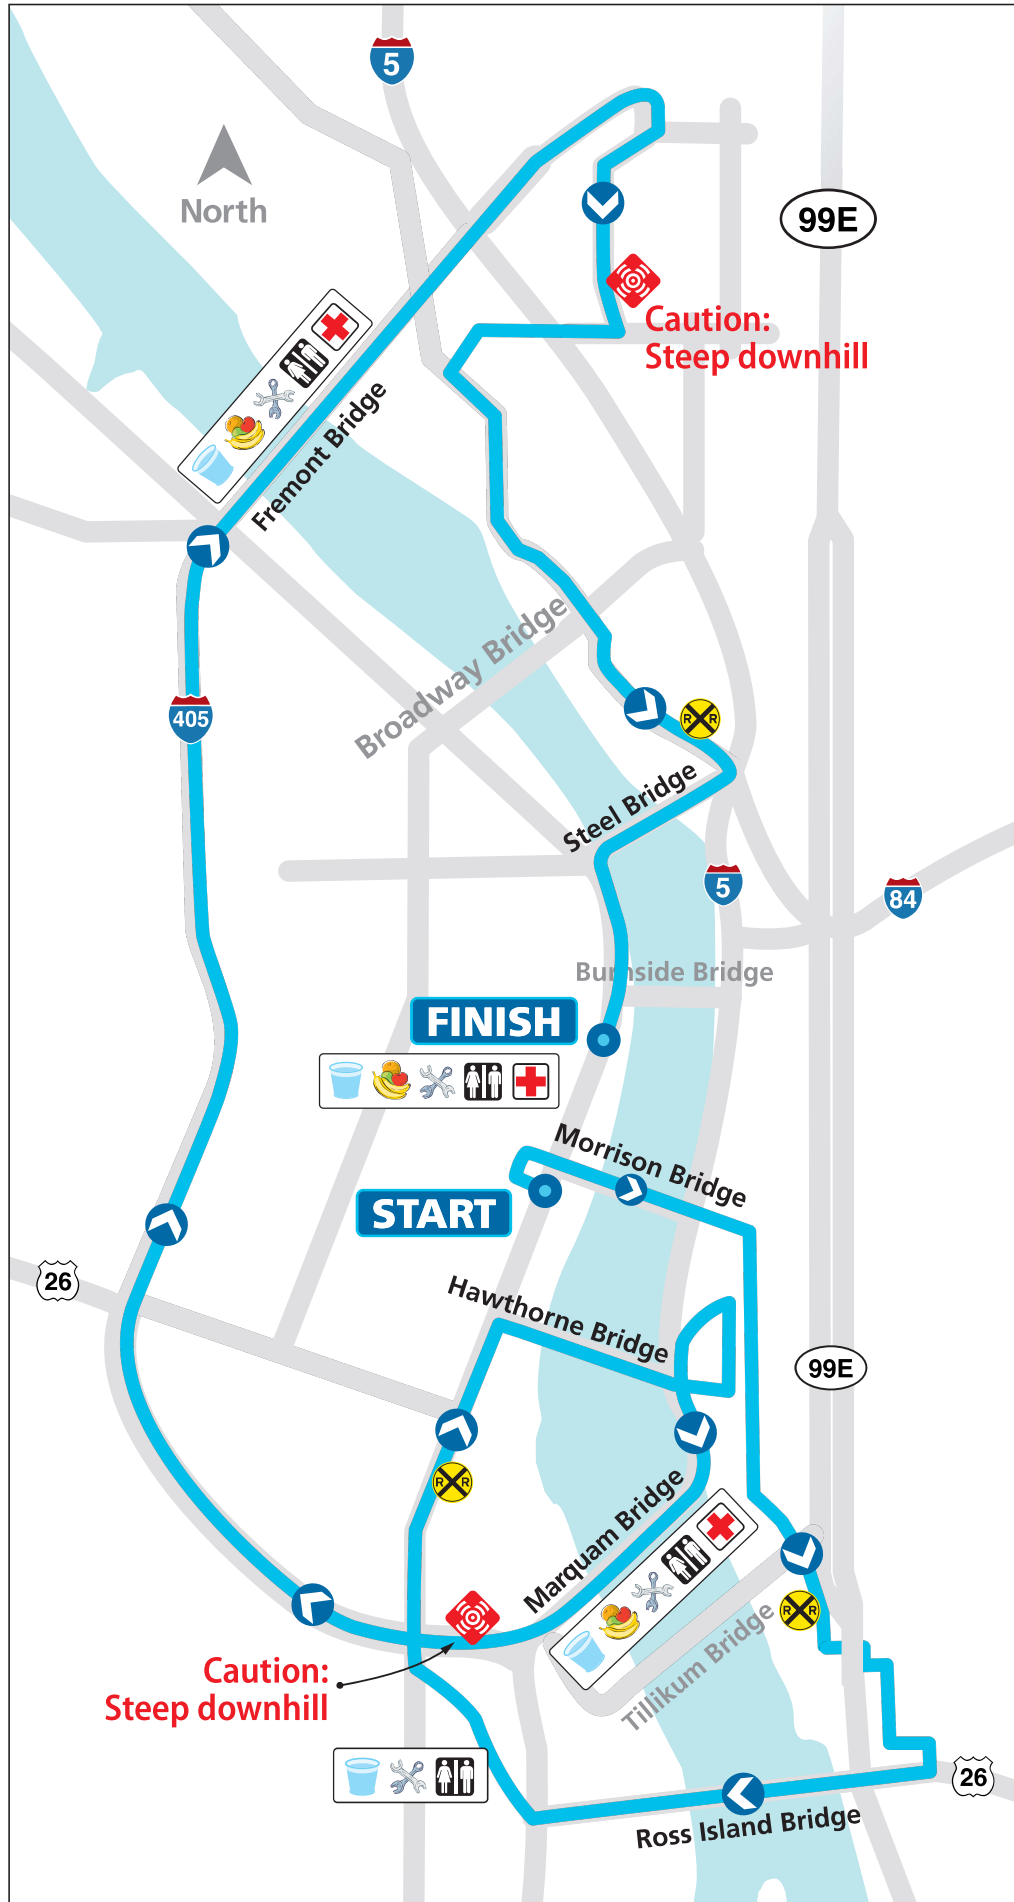 5
North
99E
Caution:
Steep downhill
Fremont Bridge
Broadway Bridge
405
R R
Steel Bridge
5
84
Burnside Bridge
FINISH
Morrison Bridge
START
26
Hawthorne Bridge
99E
R R
Marquam Bridge
R R
Tillikum Bridge
Caution:
Steep downhill
26
Ross Island Bridge